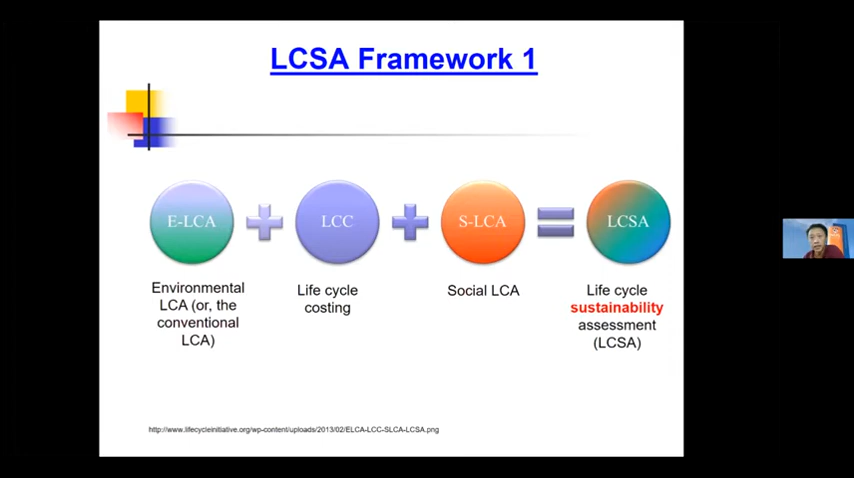 LCSA Framework 1
E-LCA
LCC
S-LCA
LCSA
Environmental
LCA (or, the
conventional
LCA)
Life cycle
costing
Social LCA
Life cycle
sustainability
assessment
(LCSA)
http://www.lifecycleinitiative.org/wp-content/uploads/2013/02/ELCA-LCC-SLCA-LCSA.png